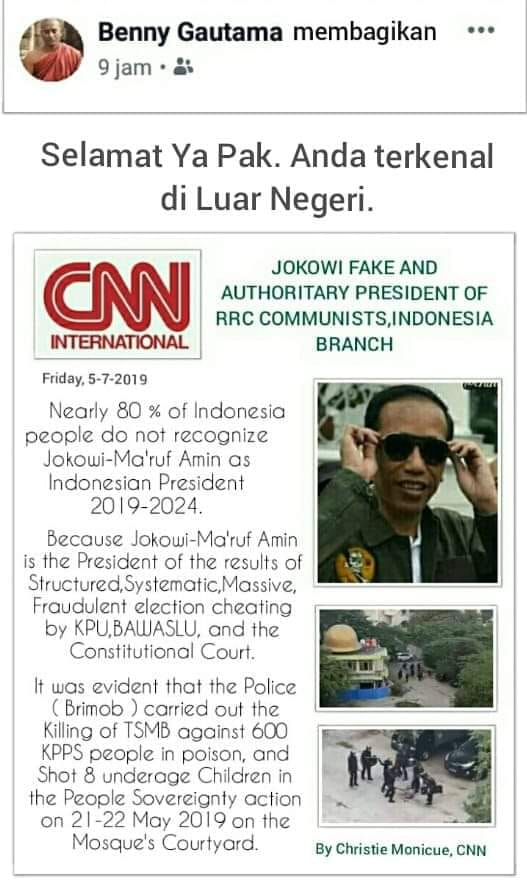 Benny Gautama membagikan
9 jam
Selamat Ya Pak. Anda terkenal
di Luar Negeri.
CNN
INTERNATIONAL
JOKOWI FAKE AND
AUTHORITARY PRESIDENT OF
RRC COMMUNISTS,INDONESIA
BRANCH
Friday, 5-7-2019
Nearly 80 % of Indonesia
people do not recognize
Jokowi-Ma'ruf Amin as
Indonesian President
2019-2024.
Because Jokowi-Ma'ruf Amin
is the President of the results of
Structured,Systematic,Massive,
Fraudulent election cheating
by KPU,BAWASLU, and the
Constitutional Court.
It was evident that the Police
( Brimob ) carried out the
Killing of TSMB against 600
KPPS people in poison, and
Shot 8 underage Children in
the People Sovereignty action
on 21-22 May 2019 on the
Mosque's Courtyard.
By Christie Monicue, CNN